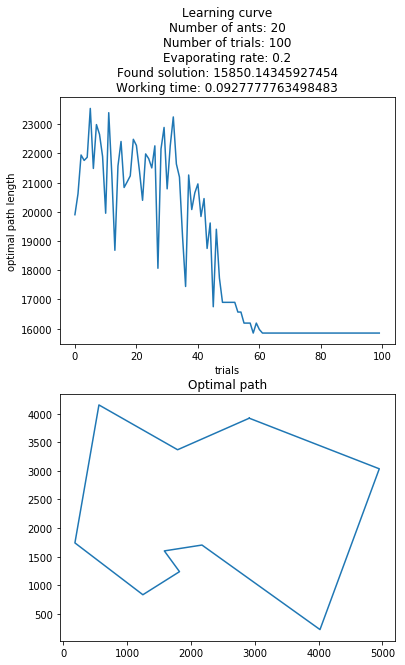 Learning curve
Number of ants: 20
Number of trials: 100
Evaporating rate: 0.2
Found solution: 15850.14345927454
Working time: 0.0927777763498483
23000
22000
21000
20000
19000
18000
17000
16000
optimal path length
0 20 40 60 80 100
trials
Optimal path
4000
3500
3000
2500
2000
1500
1000
500
0 1000 2000 3000 4000 5000